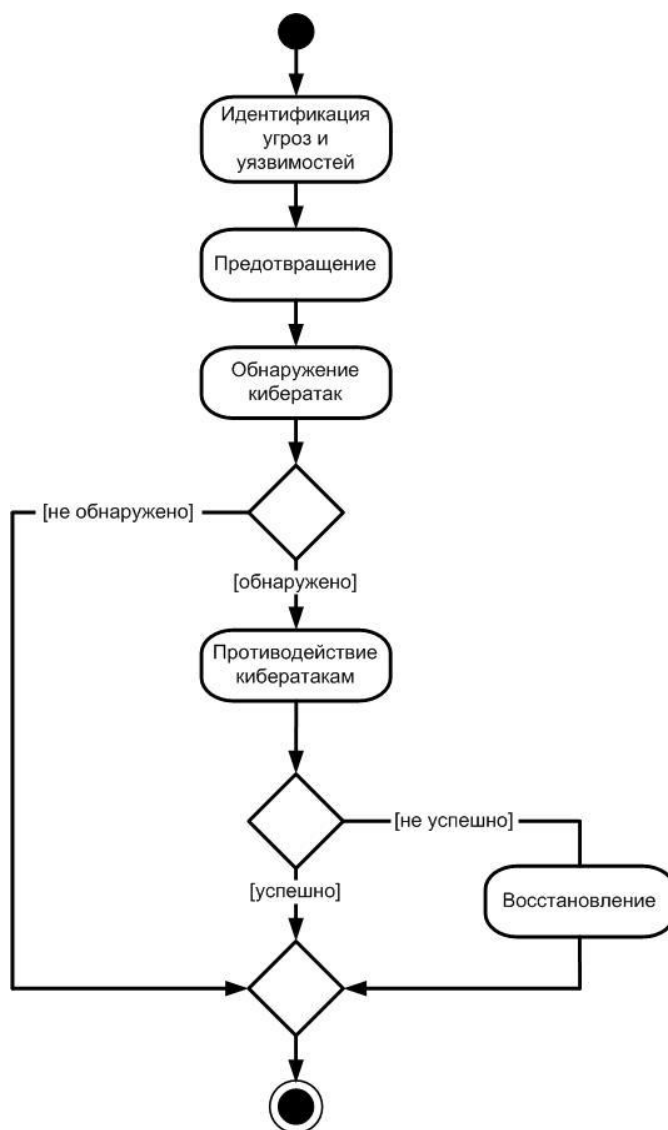 Идентификация
угроз и
уязвимостей
Предотвращение
Обнаружение
кибератак
[не обнаружено]
[обнаружено]
Противодействие
кибератакам
[не успешно]
[успешно]
Восстановление